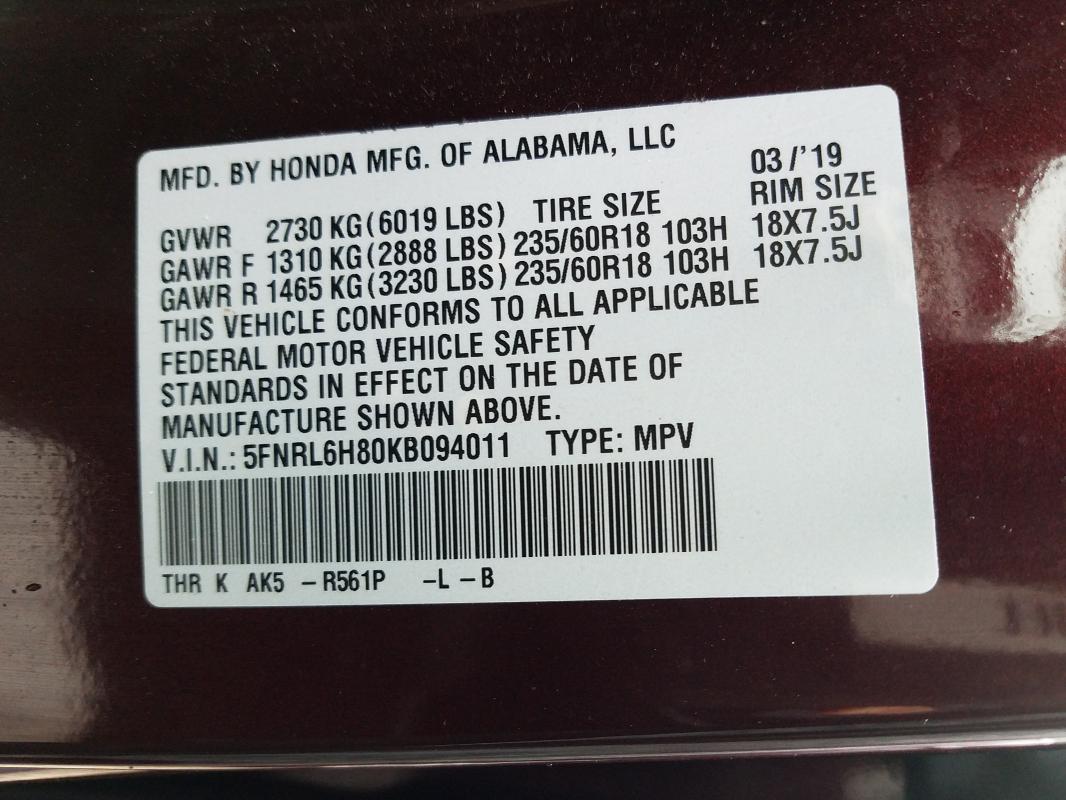 MFD. BY HONDA MFG. OF ALABAMA, LLC 03/'19
GVWR 2730 KG(6019 LBS) TIRE SIZE RIM SIZE
GAWR F 1310 KG(2888 LBS) 235/60R18 103H 18X7.5J
GAWR R 1465 KG(3230 LBS) 235/60R18 103H 18X7.5J
THIS VEHICLE CONFORMS TO ALL APPLICABLE
FEDERAL MOTOR VEHICLE SAFETY
STANDARDS IN EFFECT ON THE DATE OF
MANUFACTURE SHOWN ABOVE.
V.I.N.: 5FNRL6H80KB094011 TYPE: MPV
THR K AK5 -R561P -L -B